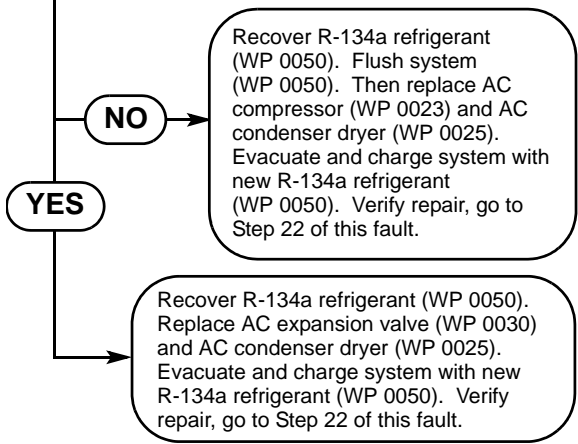 NO
Recover R-134a refrigerant
(WP 0050). Flush system
(WP 0050). Then replace AC
compressor (WP 0023) and AC
condenser dryer (WP 0025).
Evacuate and charge system with
new R-134a refrigerant
(WP 0050). Verify repair, go to
Step 22 of this fault.
YES
Recover R-134a refrigerant (WP 0050).
Replace AC expansion valve (WP 0030)
and AC condenser dryer (WP 0025).
Evacuate and charge system with new
R-134a refrigerant (WP 0050). Verify
repair, go to Step 22 of this fault.